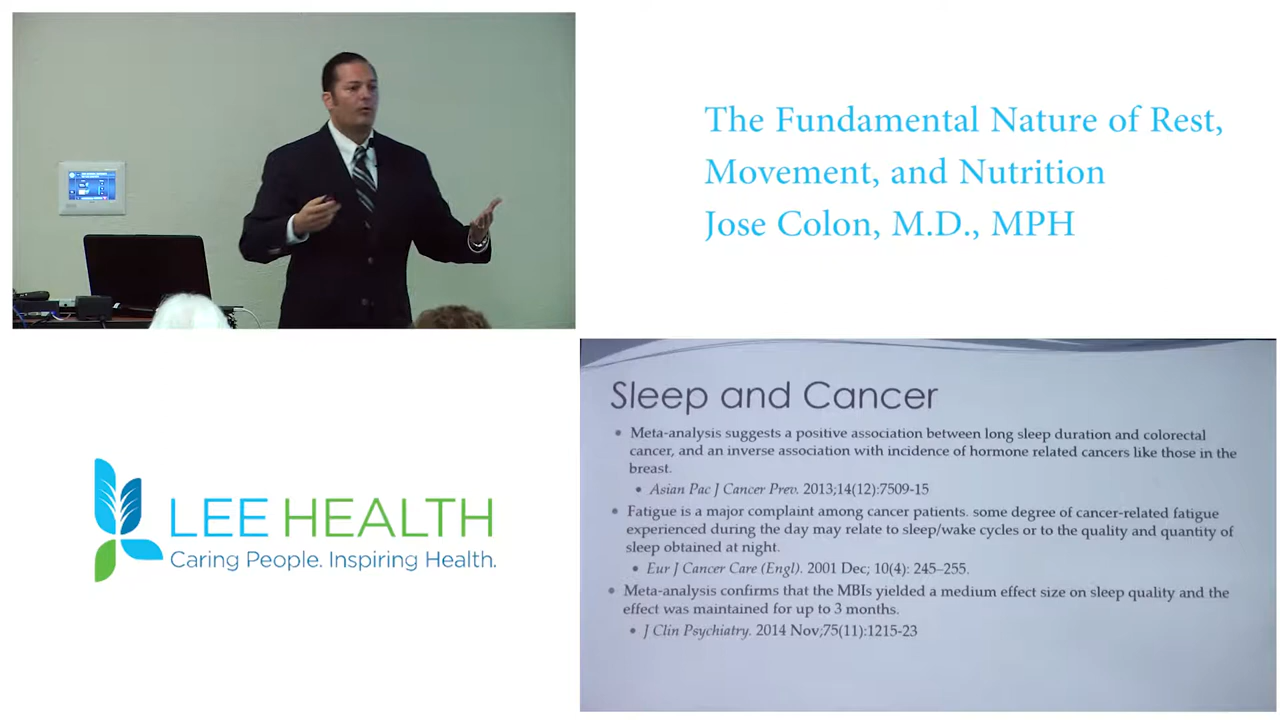 The Fundamental Nature of Rest,
Movement, and Nutrition
Jose Colon, M.D., MPH
LEE HEALTH
Caring People. Inspiring Health.
Sleep and Cancer
• Meta-analysis suggests a positive association between long sleep duration and colorectal
cancer, and an inverse association with incidence of hormone related cancers like those in the
breast.
• Asian Pac J Cancer Prev. 2013;14(12):7509-15
• Fatigue is a major complaint among cancer patients. some degree of cancer-related fatigue
experienced during the day may relate to sleep/wake cycles or to the quality and quantity of
sleep obtained at night.
• Eur J Cancer Care (Engl). 2001 Dec; 10(4): 245–255.
• Meta-analysis confirms that the MBIs yielded a medium effect size on sleep quality and the
effect was maintained for up to 3 months.
• J Clin Psychiatry. 2014 Nov;75(11):1215-23